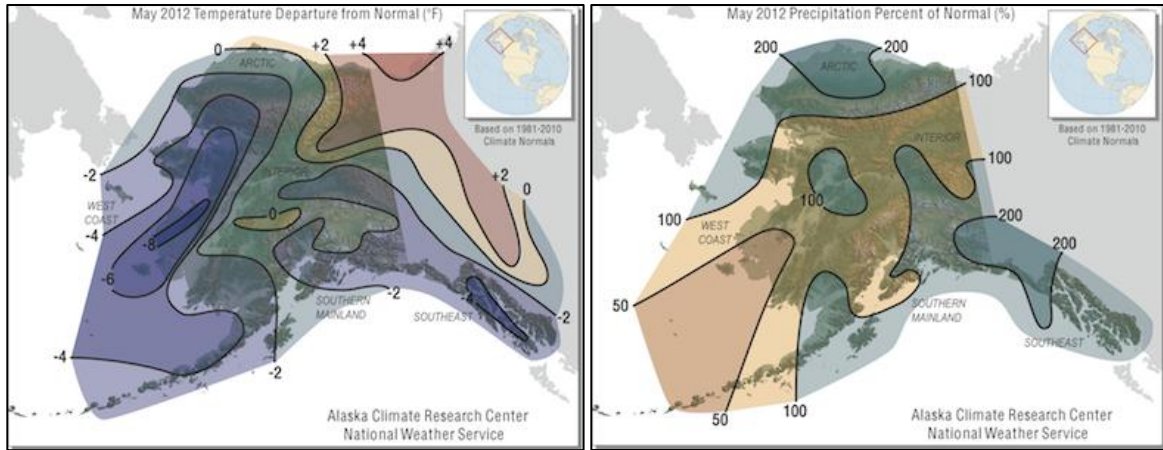 May 2012 Temperature Departure from Normal (°F)
0
+2
+4
+4
ARCTIC
Based on 1981-2010
Climate Normals
-2
INTERIOR
+2
0
WEST
COAST
-4
0
-8
-6
-2
-4
SOUTHERN
MAINLAND
SOUTHEAST
-2
-4
-2
Alaska Climate Research Center
National Weather Service
May 2012 Precipitation Percent of Normal (%)
200
200
ARCTIC
100
Based on 1981-2010
Climate Normals
INTERIOR
100
100
100
WEST
COAST
200
200
50
SOUTHERN
MAINLAND
SOUTHEAST
50
100
Alaska Climate Research Center
National Weather Service